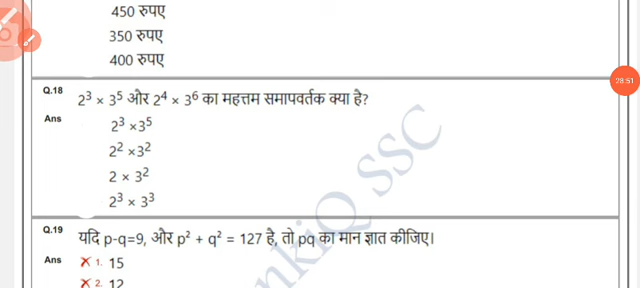 450 रुपए
350 रुपए
400 रुपए
28:51
Q.18 2³ × 3⁵ और 2⁴ × 3⁶ का महत्तम समापवर्तक क्या है?
Ans 2³ ×3⁵
2² ×3²
2 × 3²
2³ × 3³
Q.19 यदि p-q=9, और p² + q² = 127 है, तो pq का मान ज्ञात कीजिए।
Ans X 1. 15
X 2. 12
nkiQ SSC